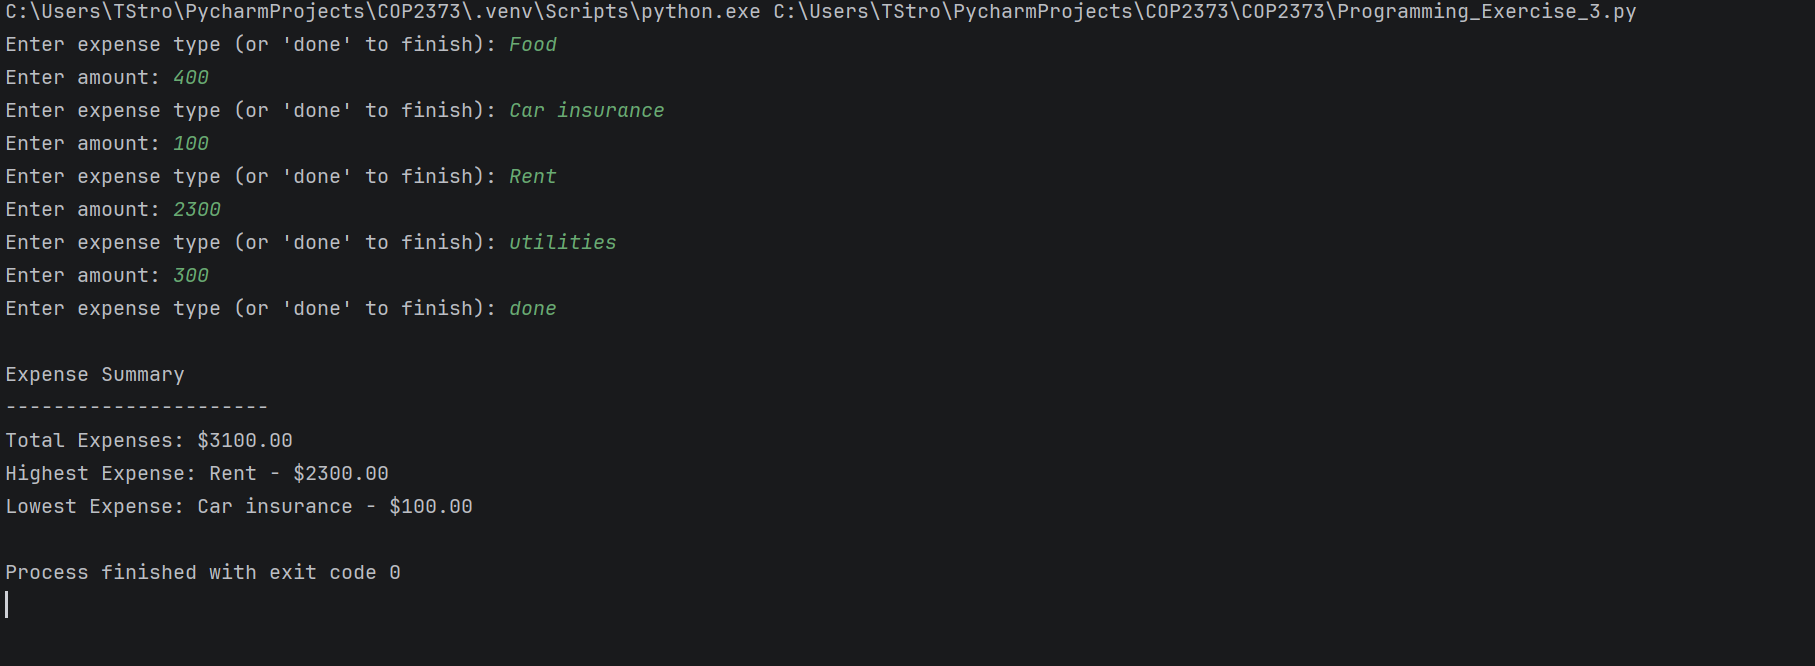 C:\Users\TStro\PycharmProjects\COP2373\.venv\Scripts\python.exe C:\Users\TStro\PycharmProjects\COP2373\COP2373\Programming_Exercise_3.py
Enter expense type (or 'done' to finish): Food
Enter amount: 400
Enter expense type (or 'done' to finish): Car insurance
Enter amount: 100
Enter expense type (or 'done' to finish): Rent
Enter amount: 2300
Enter expense type (or 'done' to finish): utilities
Enter amount: 300
Enter expense type (or 'done' to finish): done
Expense Summary
----------------------
Total Expenses: $3100.00
Highest Expense: Rent - $2300.00
Lowest Expense: Car insurance - $100.00
Process finished with exit code 0